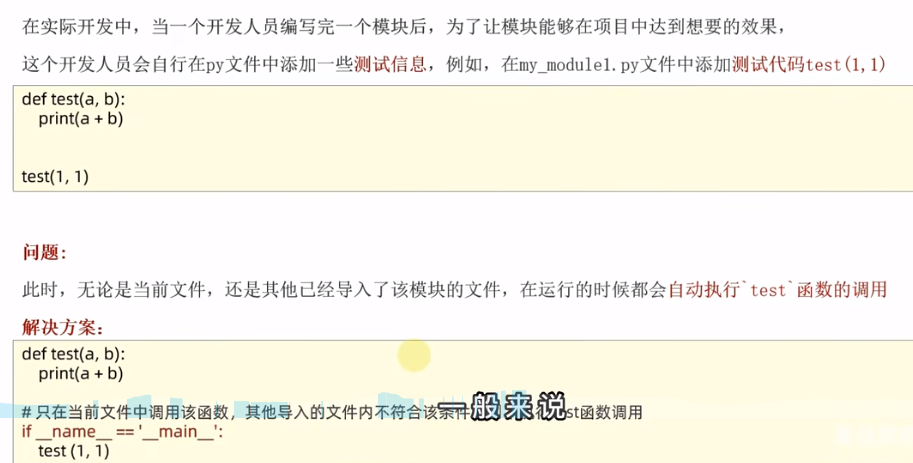 在实际开发中，当一个开发人员编写完一个模块后，为了让模块能够在项目中达到想要的效果，
这个开发人员会自行在py文件中添加一些测试信息，例如，在my_module1.py文件中添加测试代码test(1,1)
def test(a, b):
    print(a + b)
test(1, 1)
问题：
此时，无论是当前文件，还是其他已经导入了该模块的文件，在运行的时候都会自动执行`test`函数的调用
解决方案：
def test(a, b):
    print(a + b)
# 只在当前文件中调用该函数，其他导入的文件内不符合该条件 函数调用
一般来说
if __name__ == '__main__':
    test (1, 1)